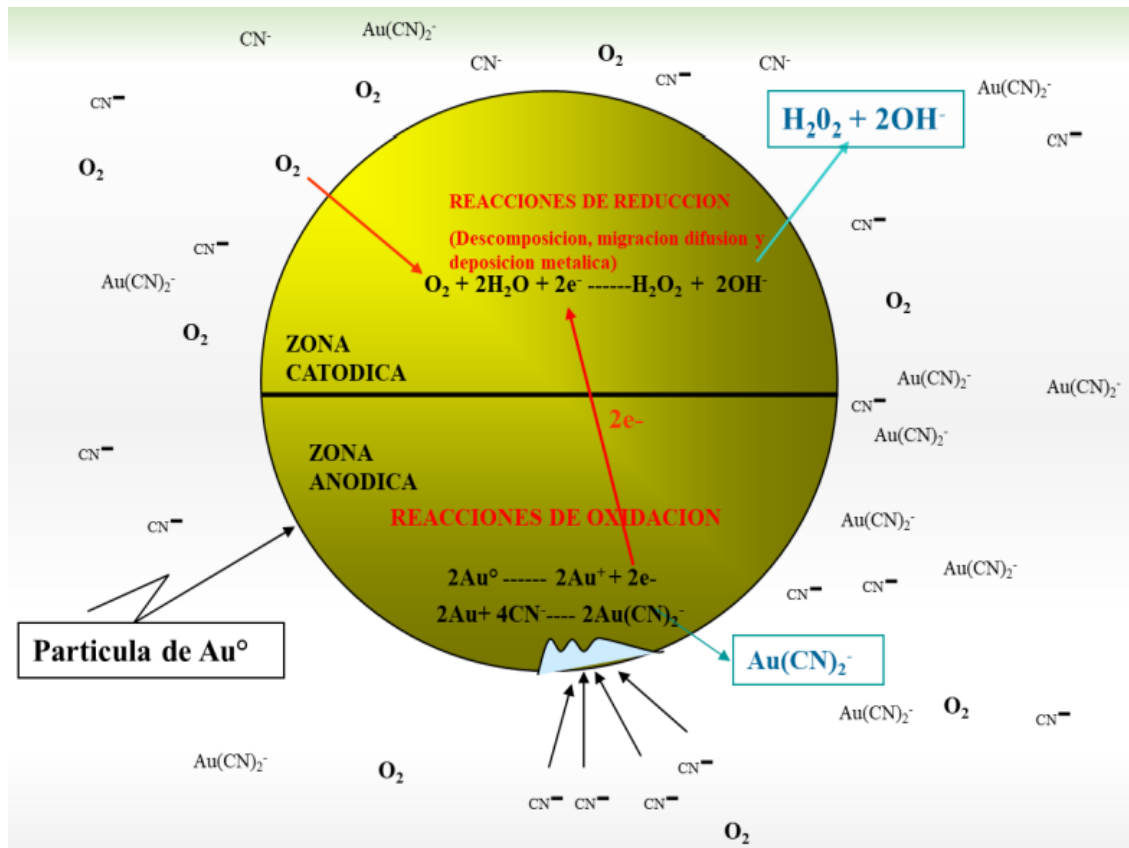 CN-
Au(CN)₂⁻
CN-
O₂
CN⁻
CN-
O₂
CN⁻
Au(CN)₂⁻
H₂0₂ + 2OH⁻
CN⁻
O₂
O₂
REACCIONES DE REDUCCION
(Descomposicion, migracion difusion y
deposicion metalica)
O₂ + 2H₂O + 2e⁻ ------H₂O₂ + 2OH⁻
CN⁻
CN⁻
Au(CN)₂⁻
O₂
O₂
ZONA
CATODICA
Au(CN)₂⁻
Au(CN)₂⁻
CN⁻
2e-
Au(CN)₂⁻
CN⁻
ZONA
ANODICA
REACCIONES DE OXIDACION
CN⁻
Au(CN)₂⁻
2Au° ------ 2Au⁺ + 2e-
Au(CN)₂⁻
CN⁻
CN⁻
2Au+ 4CN⁻---- 2Au(CN)₂⁻
Particula de Au°
Au(CN)₂⁻
Au(CN)₂⁻
O₂
CN⁻
Au(CN)₂⁻
O₂
CN⁻
CN⁻
CN⁻
CN⁻
O₂